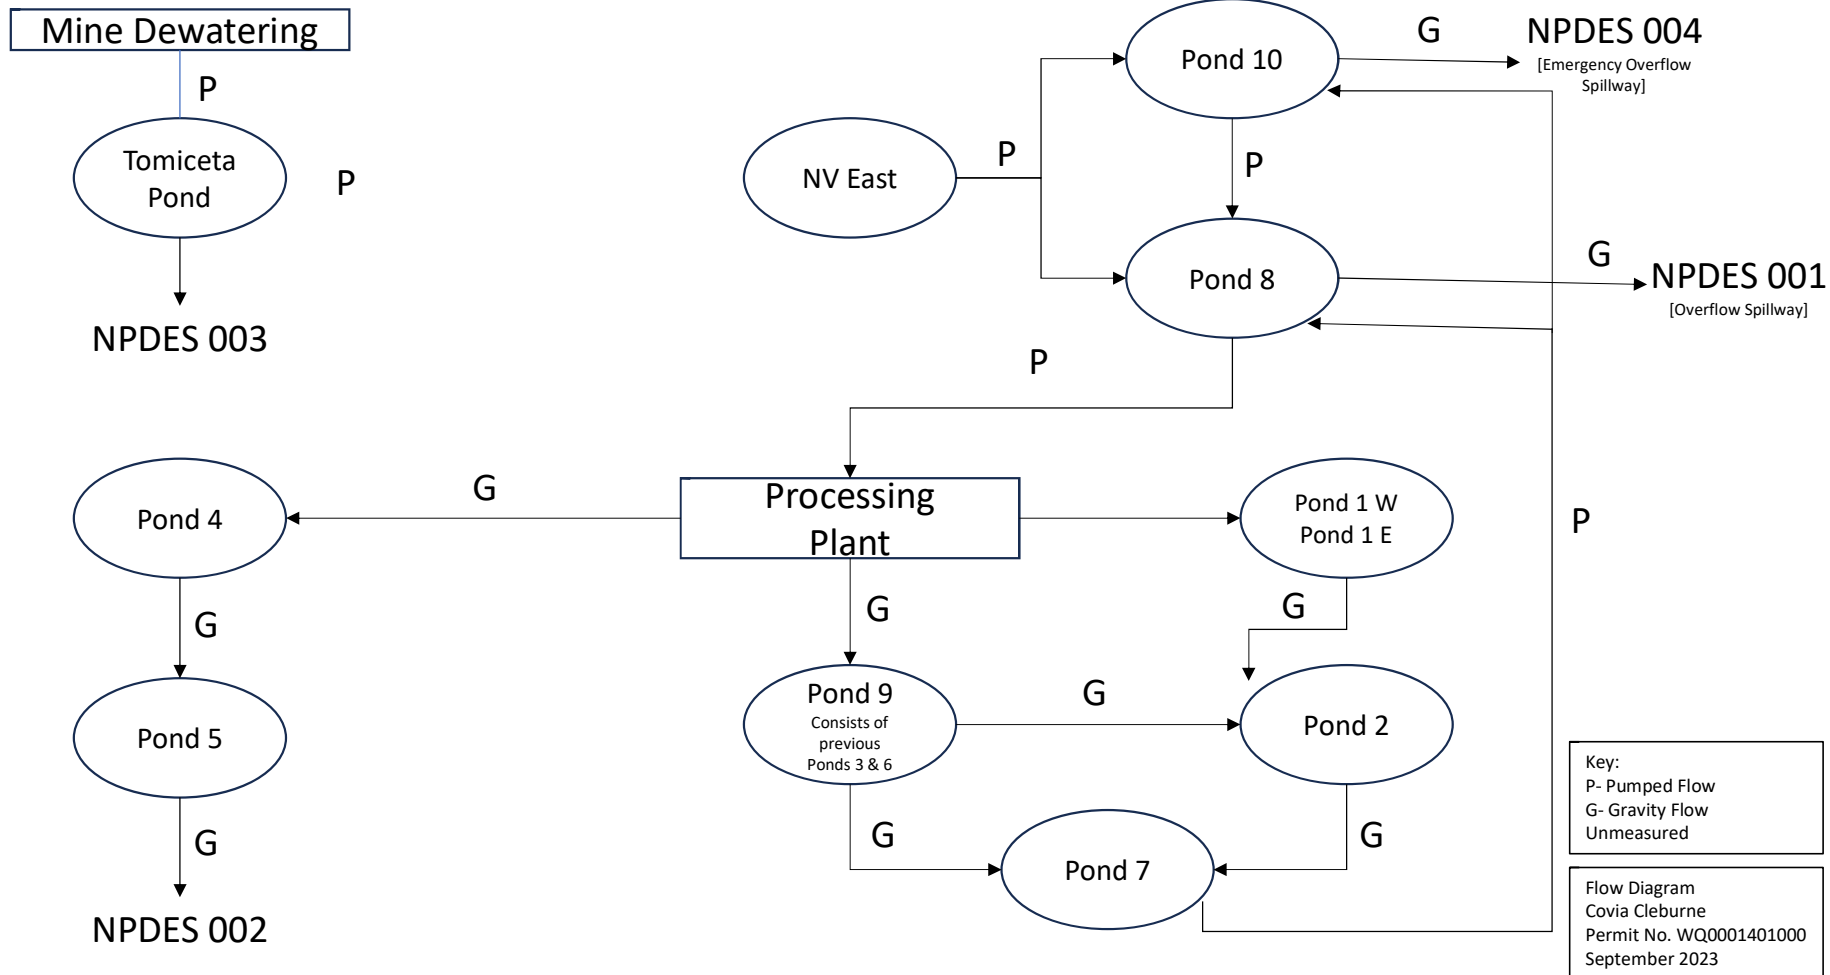 Mine Dewatering
P
Tomiceta
Pond
P
NPDES 003
NV East
P
Pond 10
G
NPDES 004
[Emergency Overflow
Spillway]
P
Pond 8
G
NPDES 001
[Overflow Spillway]
P
Processing
Plant
G
Pond 4
G
Pond 5
G
NPDES 002
Pond 1 W
Pond 1 E
P
G
G
Pond 9
Consists of
previous
Ponds 3 & 6
G
Pond 2
G
Pond 7
G
Key:
P- Pumped Flow
G- Gravity Flow
Unmeasured
Flow Diagram
Covia Cleburne
Permit No. WQ0001401000
September 2023